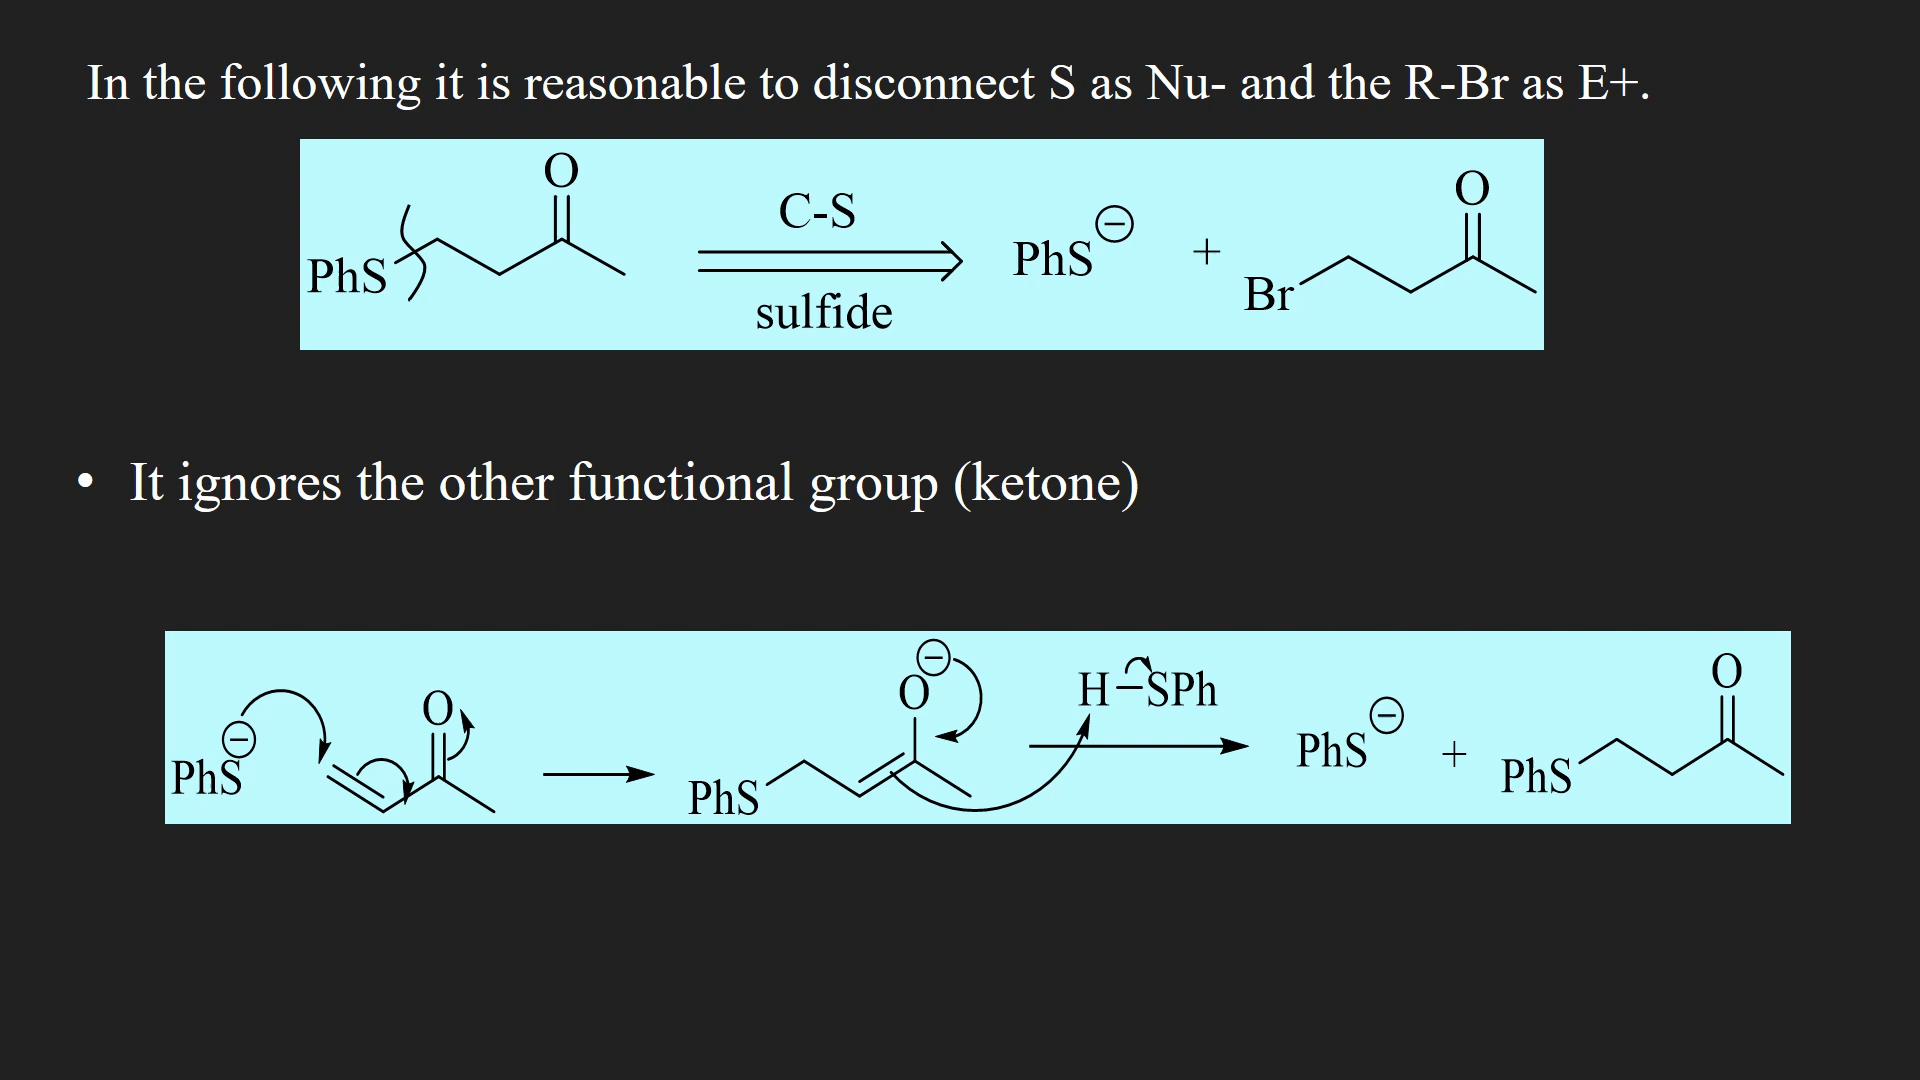 In the following it is reasonable to disconnect S as Nu- and the R-Br as E+.
O
C-S
O
PhS
PhS
−
+
Br
sulfide
• It ignores the other functional group (ketone)
−
O
O
H–SPh
O
PhS
−
PhS
PhS
−
+
PhS